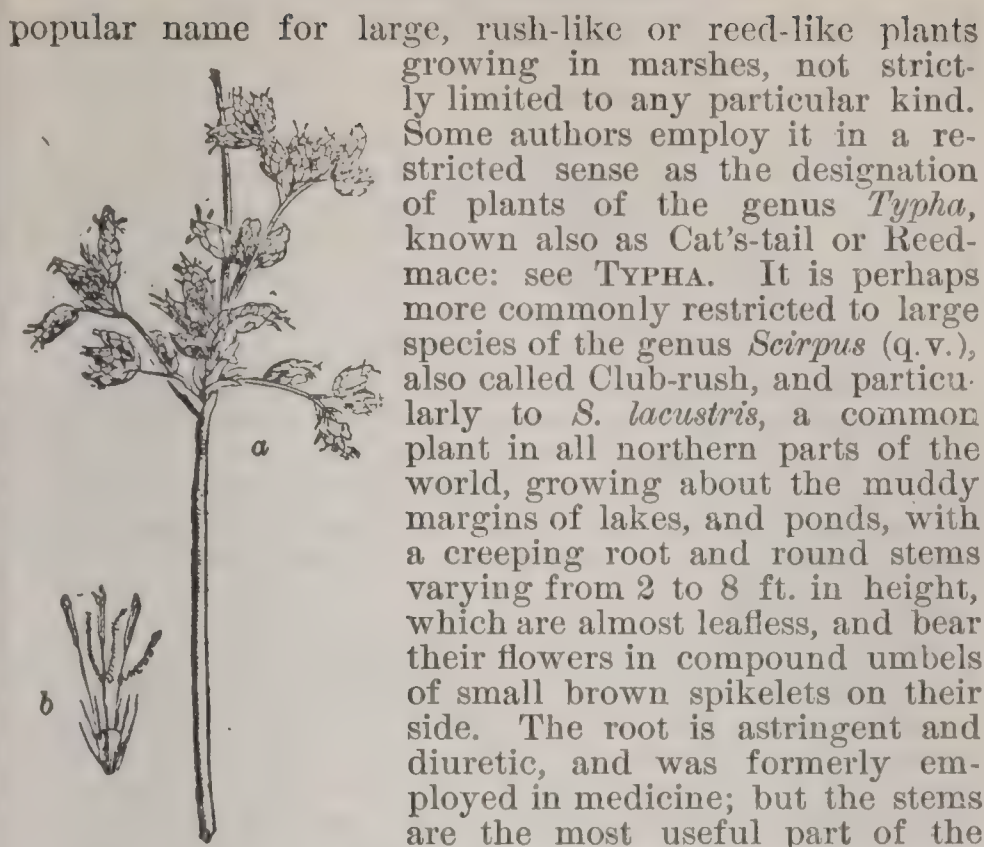 popular name for large, rush-like or reed-like plants
growing in marshes, not strict-
ly limited to any particular kind.
Some authors employ it in a re-
stricted sense as the designation
of plants of the genus Typha,
known also as Cat's-tail or Reed-
mace: see TYPHA. It is perhaps
more commonly restricted to large
species of the genus Scirpus (q.v.),
also called Club-rush, and particu-
larly to S. lacustris, a common
plant in all northern parts of the
world, growing about the muddy
margins of lakes, and ponds, with
a creeping root and round stems
varying from 2 to 8 ft. in height,
which are almost leafless, and bear
their flowers in compound umbels
of small brown spikelets on their
side. The root is astringent and
diuretic, and was formerly em-
ployed in medicine; but the stems
are the most useful part of the
a
b